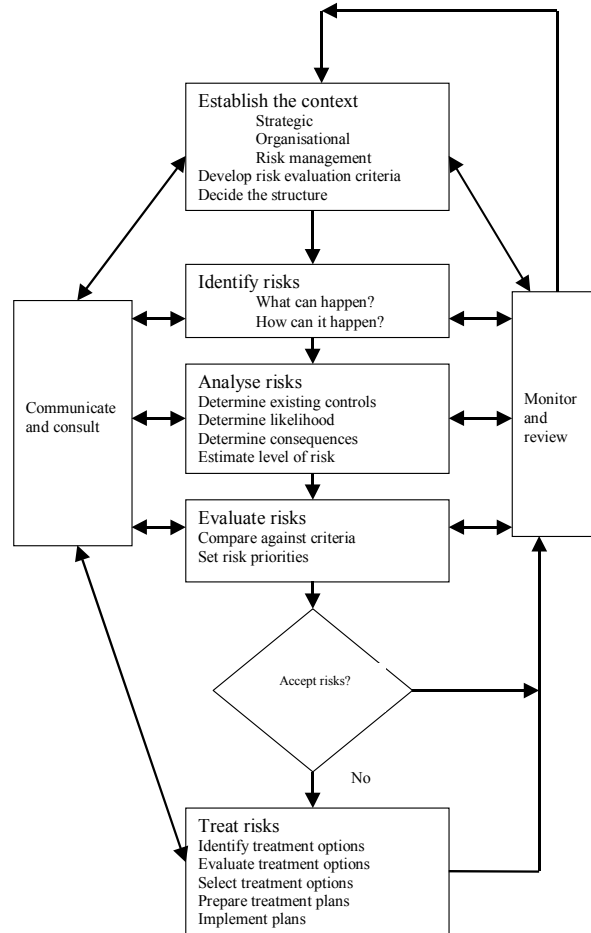 Establish the context
Strategic
Organisational
Risk management
Develop risk evaluation criteria
Decide the structure
Identify risks
What can happen?
How can it happen?
Communicate
and consult
Analyse risks
Determine existing controls
Determine likelihood
Determine consequences
Estimate level of risk
Monitor
and
review
Evaluate risks
Compare against criteria
Set risk priorities
Accept risks?
No
Treat risks
Identify treatment options
Evaluate treatment options
Select treatment options
Prepare treatment plans
Implement plans